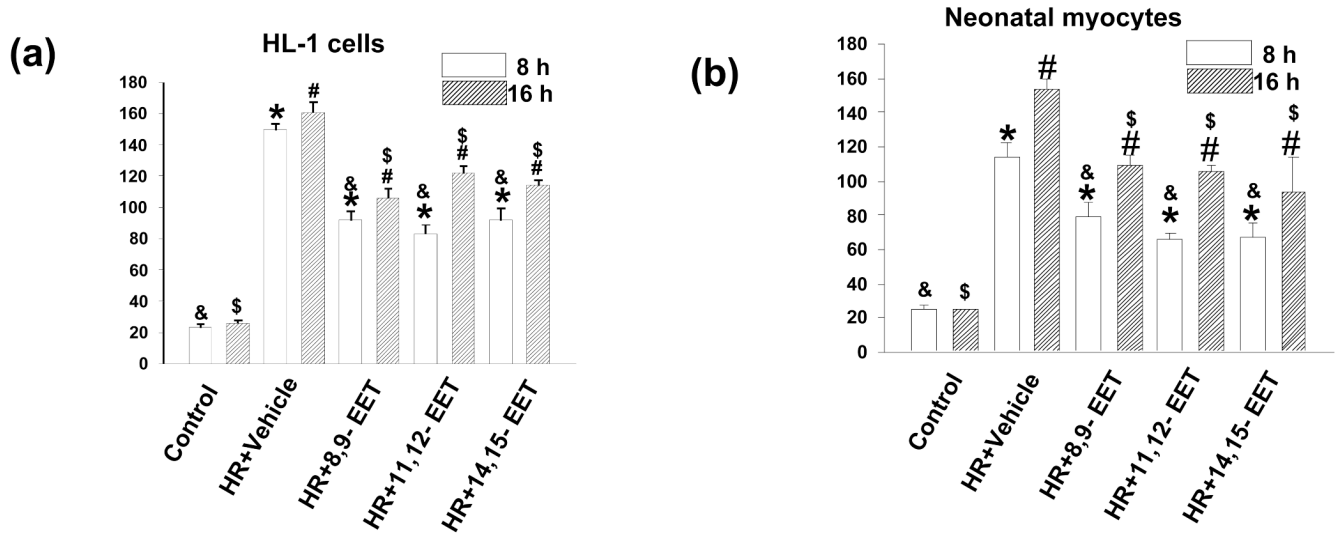 (a)
HL-1 cells
8 h
16 h
180
160
140
120
100
80
60
40
20
0
& $
* #
& * $ #
& * $ #
& * $ #
Control
HR+Vehicle
HR+8,9- EET
HR+11,12- EET
HR+14,15- EET
(b)
Neonatal myocytes
8 h
16 h
180
160
140
120
100
80
60
40
20
0
& $
* #
& * $ #
& * $ #
& * $ #
Control
HR+Vehicle
HR+8,9- EET
HR+11,12- EET
HR+14,15- EET